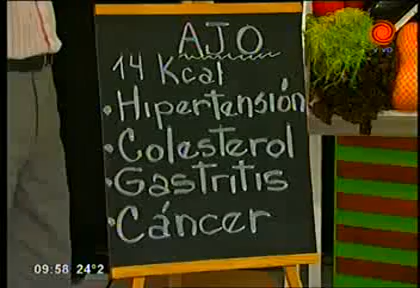 AJO
14 Kcal
• Hipertensión
• Colesterol
• Gastritis
• Cáncer
09:58 24°2